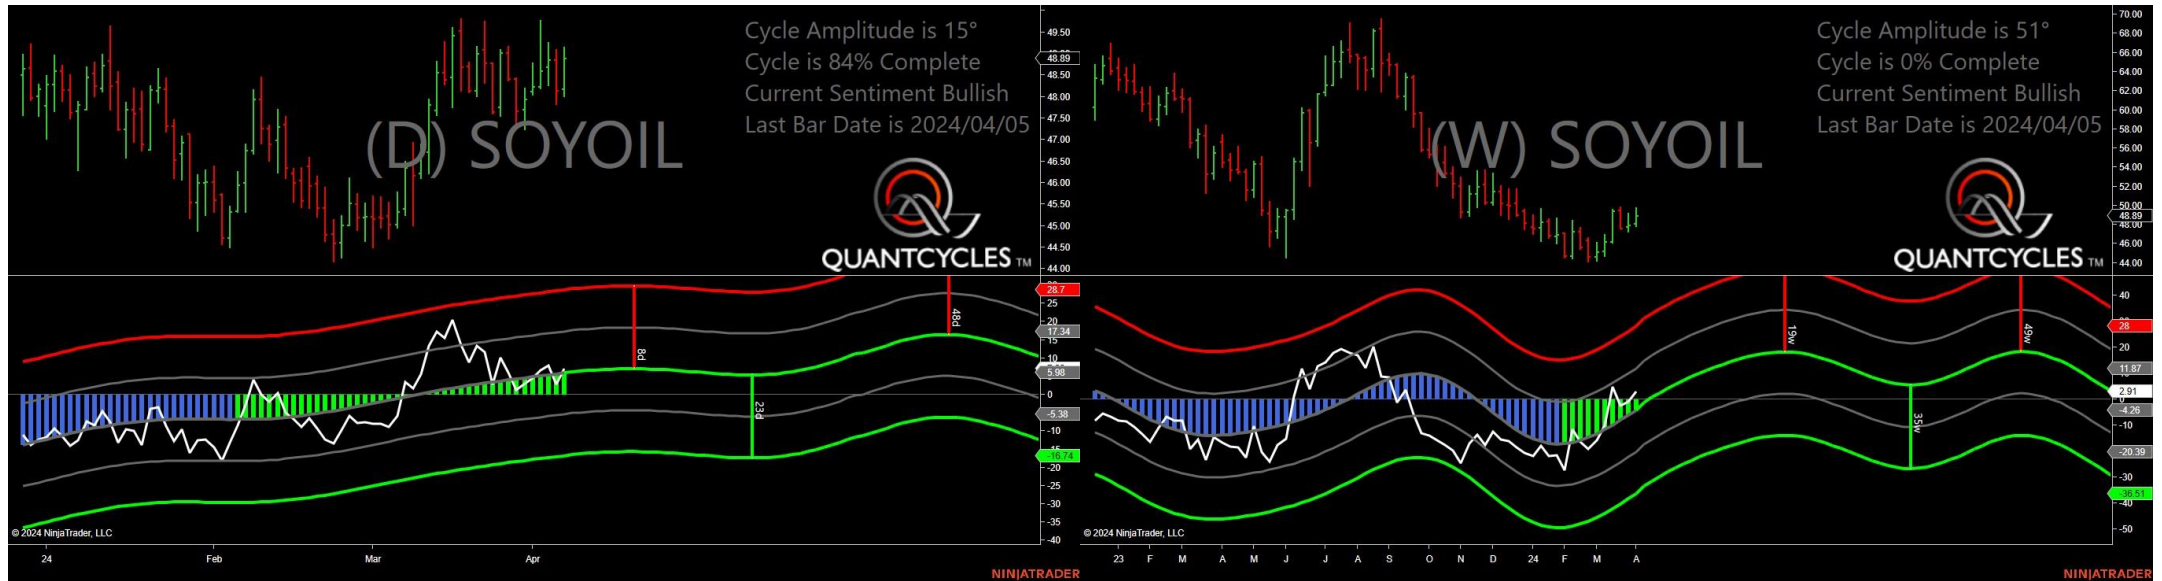 Cycle Amplitude is 15°
Cycle is 84% Complete
Current Sentiment Bullish
Last Bar Date is 2024/04/05
(D) SOYOIL
QUANTCYCLES TM
49.50
48.89
48.50
48.00
47.50
47.00
46.50
46.00
45.50
45.00
44.50
44.00
28.7
25
20
17.34
15
10
5.98
0
-5.38
-10
-16.74
-20
-25
-30
-35
-40
8d
23d
48d
© 2024 NinjaTrader, LLC
24 Feb Mar Apr
NINJATRADER
Cycle Amplitude is 51°
Cycle is 0% Complete
Current Sentiment Bullish
Last Bar Date is 2024/04/05
(W) SOYOIL
QUANTCYCLES TM
70.00
68.00
66.00
64.00
62.00
60.00
58.00
56.00
54.00
52.00
50.00
48.89
48.00
46.00
44.00
40
28
20
11.87
2.91
0
-4.26
-10
-20.39
-30
-36.51
-40
-50
19w
35w
49w
© 2024 NinjaTrader, LLC
23 F M A M J J A S O N D 24 F M A
NINJATRADER